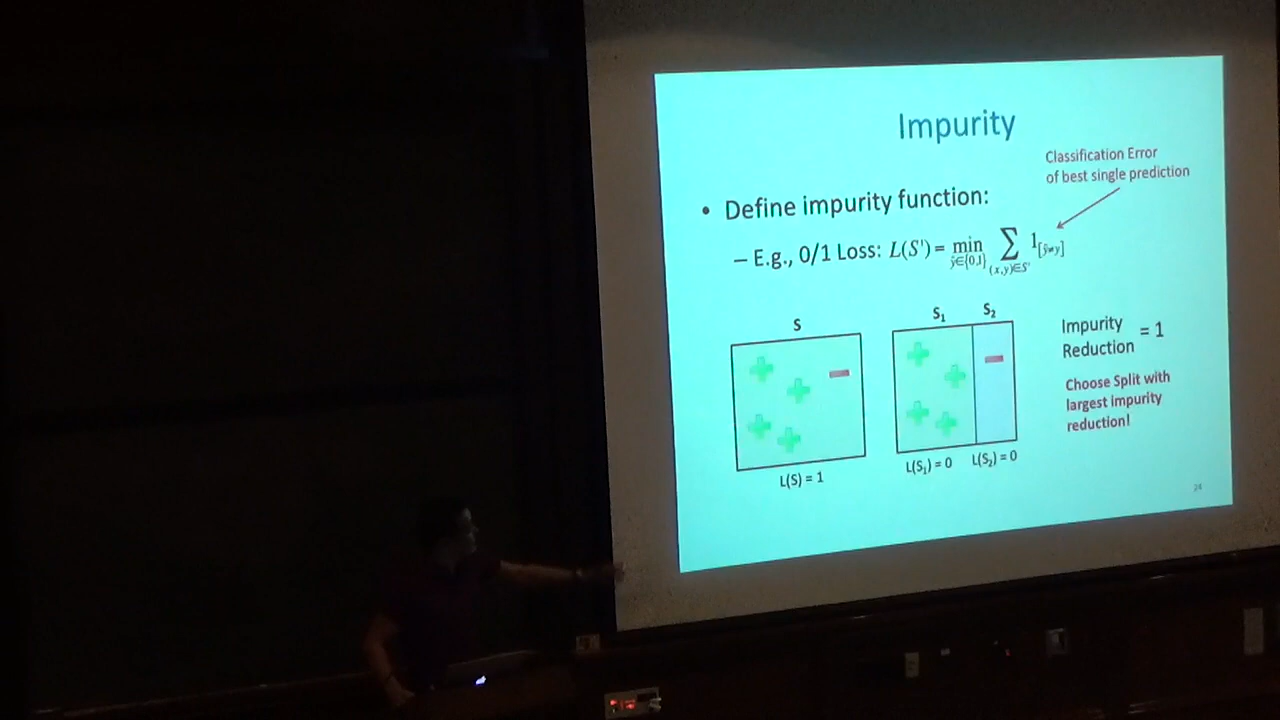 Impurity
Classification Error
of best single prediction
• Define impurity function:
– E.g., 0/1 Loss: L(S') = min ŷ∈{0,1} ∑ (x,y)∈S' 1[ŷ≠y]
S
S₁ S₂
Impurity
Reduction = 1
Choose Split with
largest impurity
reduction!
L(S) = 1
L(S₁) = 0 L(S₂) = 0
24